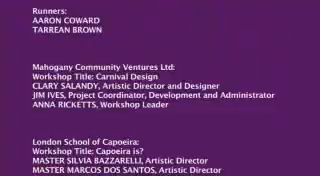 Runners:
AARON COWARD
TARREAN BROWN
Mahogany Community Ventures Ltd:
Workshop Title: Carnival Design
CLARY SALANDY, Artistic Director and Designer
JIM IVES, Project Coordinator, Development and Administrator
ANNA RICKETTS, Workshop Leader
London School of Capoeira:
Workshop Title: Capoeira is?
MASTER SILVIA BAZZARELLI, Artistic Director
MASTER MARCOS DOS SANTOS, Artistic Director